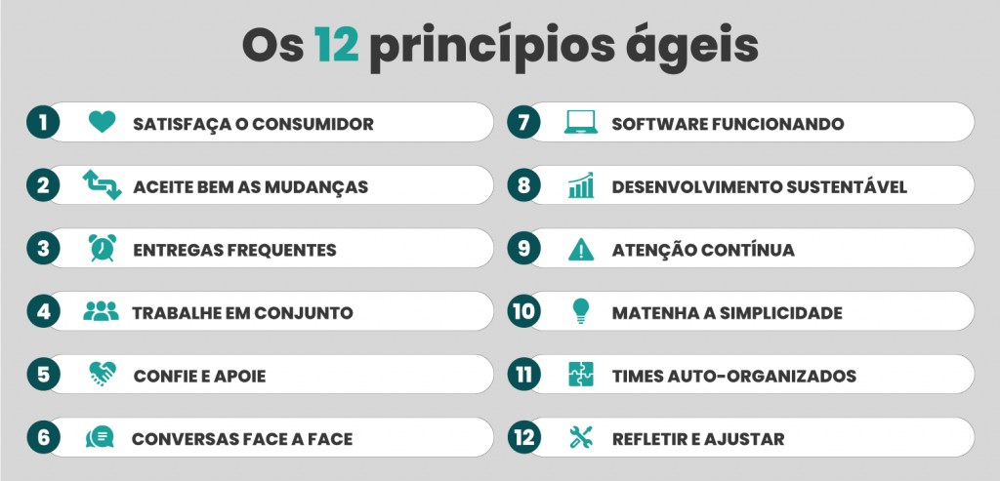 Os 12 princípios ágeis
1 SATISFAÇA O CONSUMIDOR
2 ACEITE BEM AS MUDANÇAS
3 ENTREGAS FREQUENTES
4 TRABALHE EM CONJUNTO
5 CONFIE E APOIE
6 CONVERSAS FACE A FACE
7 SOFTWARE FUNCIONANDO
8 DESENVOLVIMENTO SUSTENTÁVEL
9 ATENÇÃO CONTÍNUA
10 MATENHA A SIMPLICIDADE
11 TIMES AUTO-ORGANIZADOS
12 REFLETIR E AJUSTAR